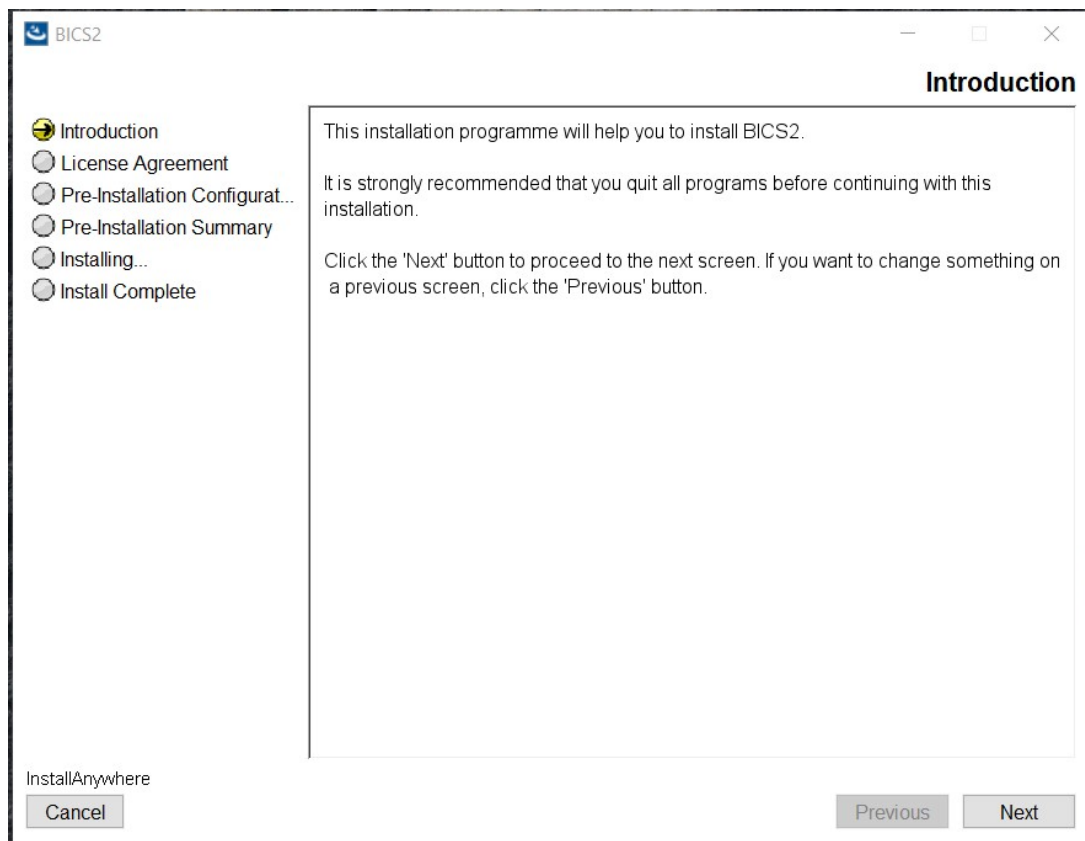 BICS2
Introduction
Introduction
License Agreement
Pre-Installation Configurat...
Pre-Installation Summary
Installing...
Install Complete
This installation programme will help you to install BICS2.
It is strongly recommended that you quit all programs before continuing with this
installation.
Click the 'Next' button to proceed to the next screen. If you want to change something on
a previous screen, click the 'Previous' button.
InstallAnywhere
Cancel
Previous
Next